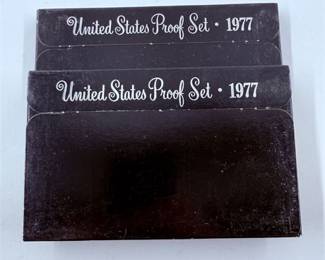 United States Proof Set • 1977
United States Proof Set • 1977